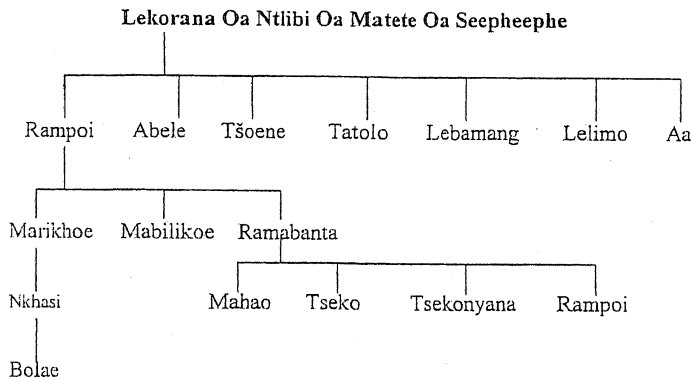 Lekorana Oa Ntlibi Oa Matete Oa Seepheephe
Rampoi Abele Tšoene Tatolo Lebamang Lelimo Aa
Marikhoe Mabilikoe Ramabanta
Nkhasi Mahao Tseko Tsekonyana Rampoi
Bolae